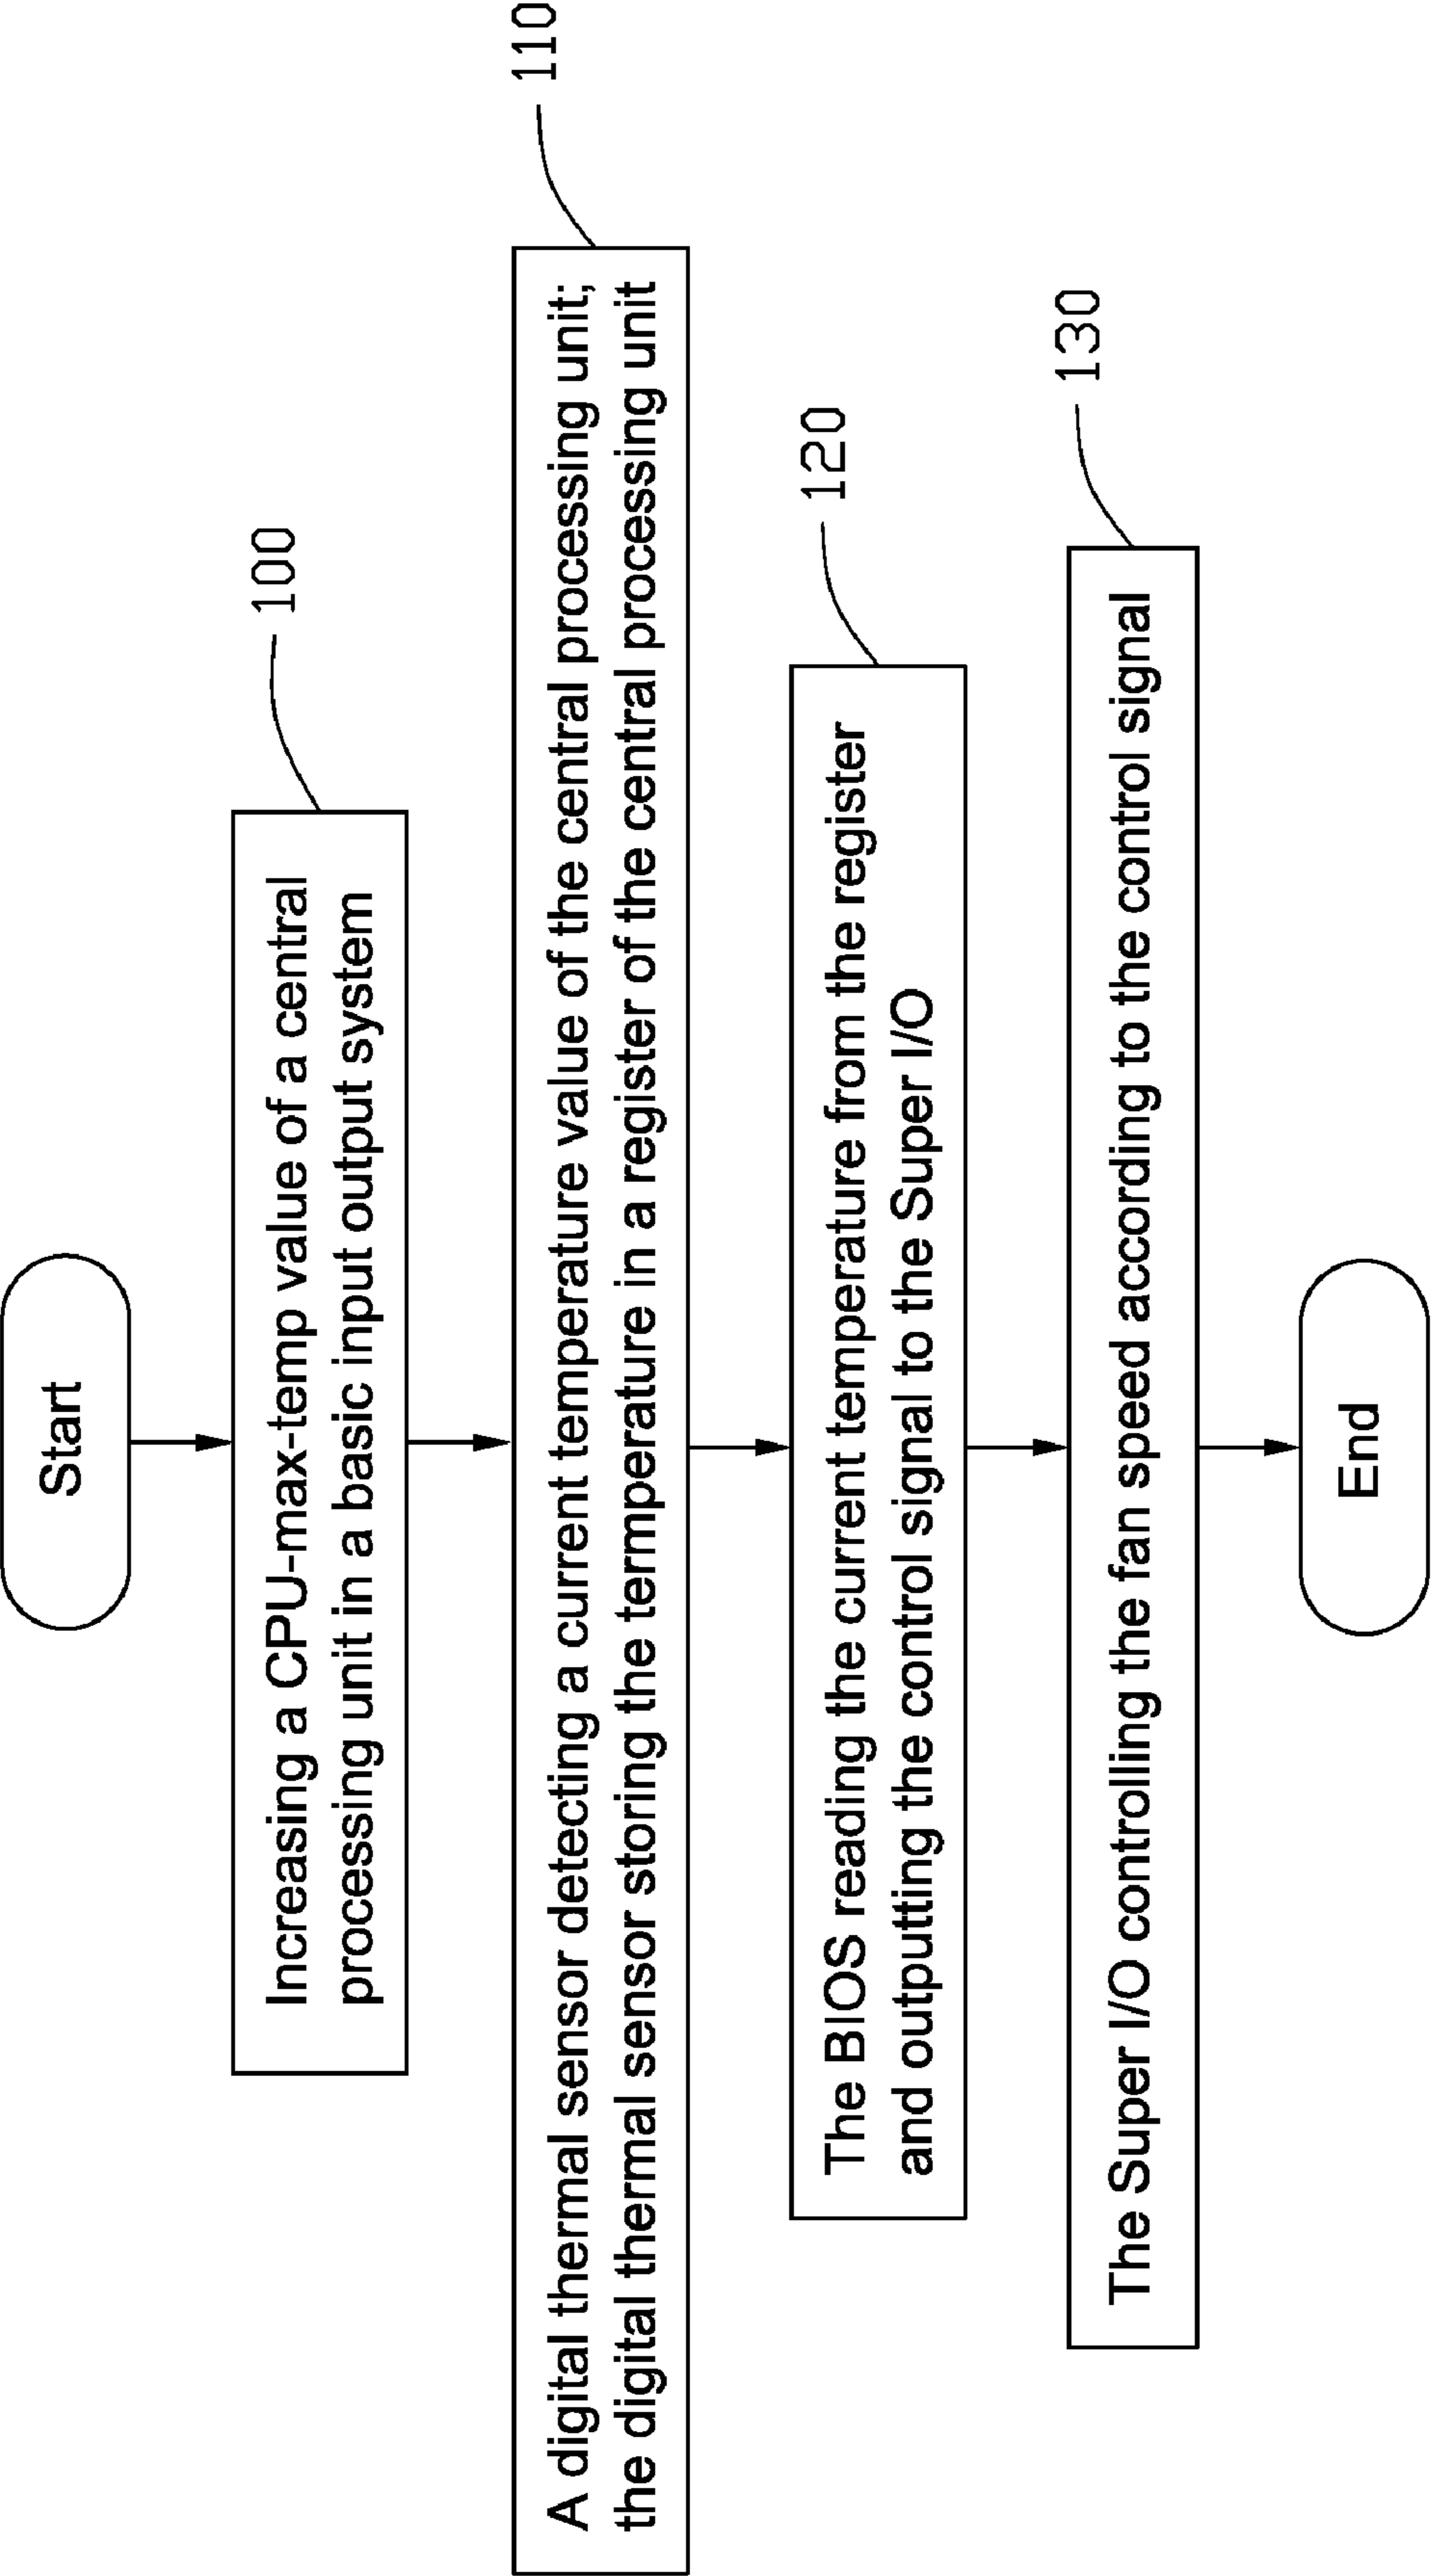 Start
100
Increasing a CPU-max-temp value of a central
processing unit in a basic input output system
110
A digital thermal sensor detecting a current temperature value of the central processing unit;
the digital thermal sensor storing the termperature in a register of the central processing unit
120
The BIOS reading the current temperature from the register
and outputting the control signal to the Super I/O
130
The Super I/O controlling the fan speed according to the control signal
End